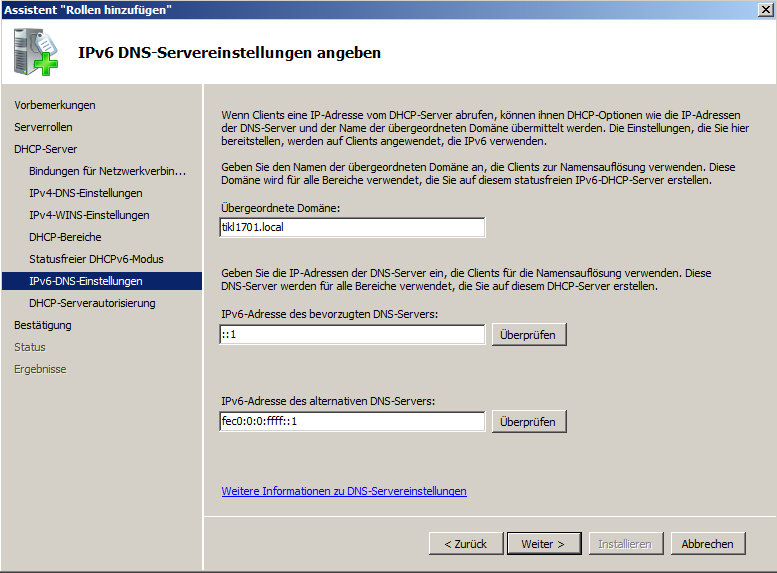 Assistent "Rollen hinzufügen"
IPv6 DNS-Servereinstellungen angeben
Vorbemerkungen
Serverrollen
DHCP-Server
Bindungen für Netzwerkverbin...
IPv4-DNS-Einstellungen
IPv4-WINS-Einstellungen
DHCP-Bereiche
Statusfreier DHCPv6-Modus
IPv6-DNS-Einstellungen
DHCP-Serverautorisierung
Bestätigung
Status
Ergebnisse
Wenn Clients eine IP-Adresse vom DHCP-Server abrufen, können ihnen DHCP-Optionen wie die IP-Adressen
der DNS-Server und der Name der übergeordneten Domäne übermittelt werden. Die Einstellungen, die Sie hier
bereitstellen, werden auf Clients angewendet, die IPv6 verwenden.
Geben Sie den Namen der übergeordneten Domäne an, die Clients zur Namensauflösung verwenden. Diese
Domäne wird für alle Bereiche verwendet, die Sie auf diesem statusfreien IPv6-DHCP-Server erstellen.
Übergeordnete Domäne:
tikl1701.local
Geben Sie die IP-Adressen der DNS-Server ein, die Clients für die Namensauflösung verwenden. Diese
DNS-Server werden für alle Bereiche verwendet, die Sie auf diesem DHCP-Server erstellen.
IPv6-Adresse des bevorzugten DNS-Servers:
::1
Überprüfen
IPv6-Adresse des alternativen DNS-Servers:
fec0:0:0:ffff::1
Überprüfen
Weitere Informationen zu DNS-Servereinstellungen
< Zurück
Weiter >
Installieren
Abbrechen